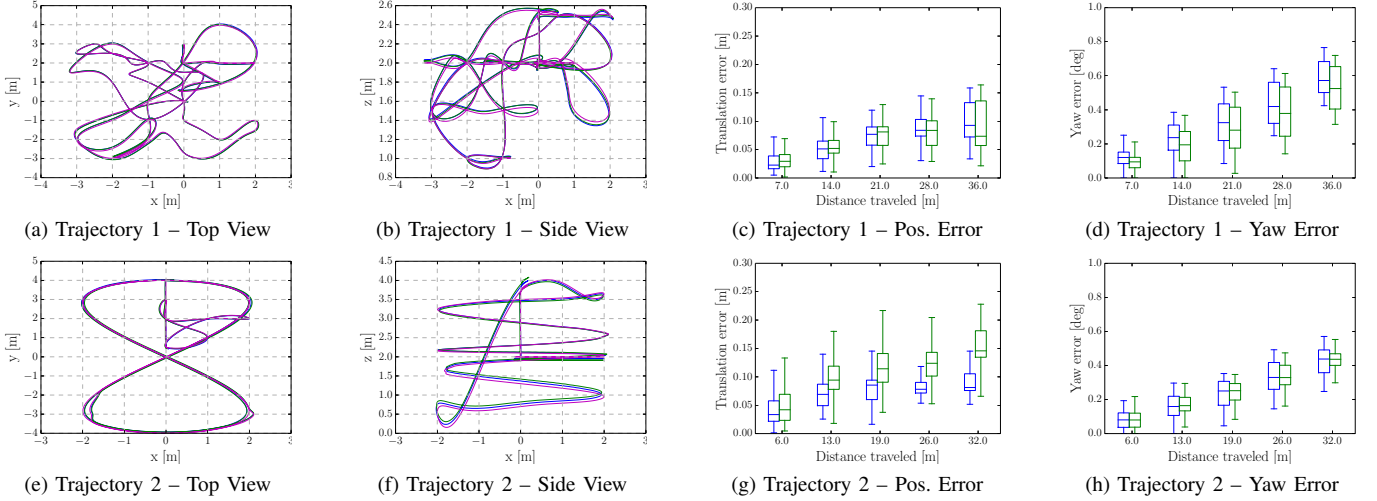 5
4
3
2
1
0
−1
−2
−3
−4
y [m]
−4 −3 −2 −1 0 1 2 3
x [m]
(a) Trajectory 1 – Top View
2.6
2.4
2.2
2.0
1.8
1.6
1.4
1.2
1.0
0.8
z [m]
−4 −3 −2 −1 0 1 2 3
x [m]
(b) Trajectory 1 – Side View
0.30
0.25
0.20
0.15
0.10
0.05
0.00
Translation error [m]
7.0 14.0 21.0 28.0 36.0
Distance traveled [m]
(c) Trajectory 1 – Pos. Error
1.0
0.8
0.6
0.4
0.2
0.0
Yaw error [deg]
7.0 14.0 21.0 28.0 36.0
Distance traveled [m]
(d) Trajectory 1 – Yaw Error
5
4
3
2
1
0
−1
−2
−3
−4
y [m]
−4 −3 −2 −1 0 1 2 3
x [m]
(e) Trajectory 2 – Top View
4.5
4.0
3.5
3.0
2.5
2.0
1.5
1.0
0.5
0.0
z [m]
−3 −2 −1 0 1 2 3
x [m]
(f) Trajectory 2 – Side View
0.30
0.25
0.20
0.15
0.10
0.05
0.00
Translation error [m]
6.0 13.0 19.0 26.0 32.0
Distance traveled [m]
(g) Trajectory 2 – Pos. Error
1.0
0.8
0.6
0.4
0.2
0.0
Yaw error [deg]
6.0 13.0 19.0 26.0 32.0
Distance traveled [m]
(h) Trajectory 2 – Yaw Error